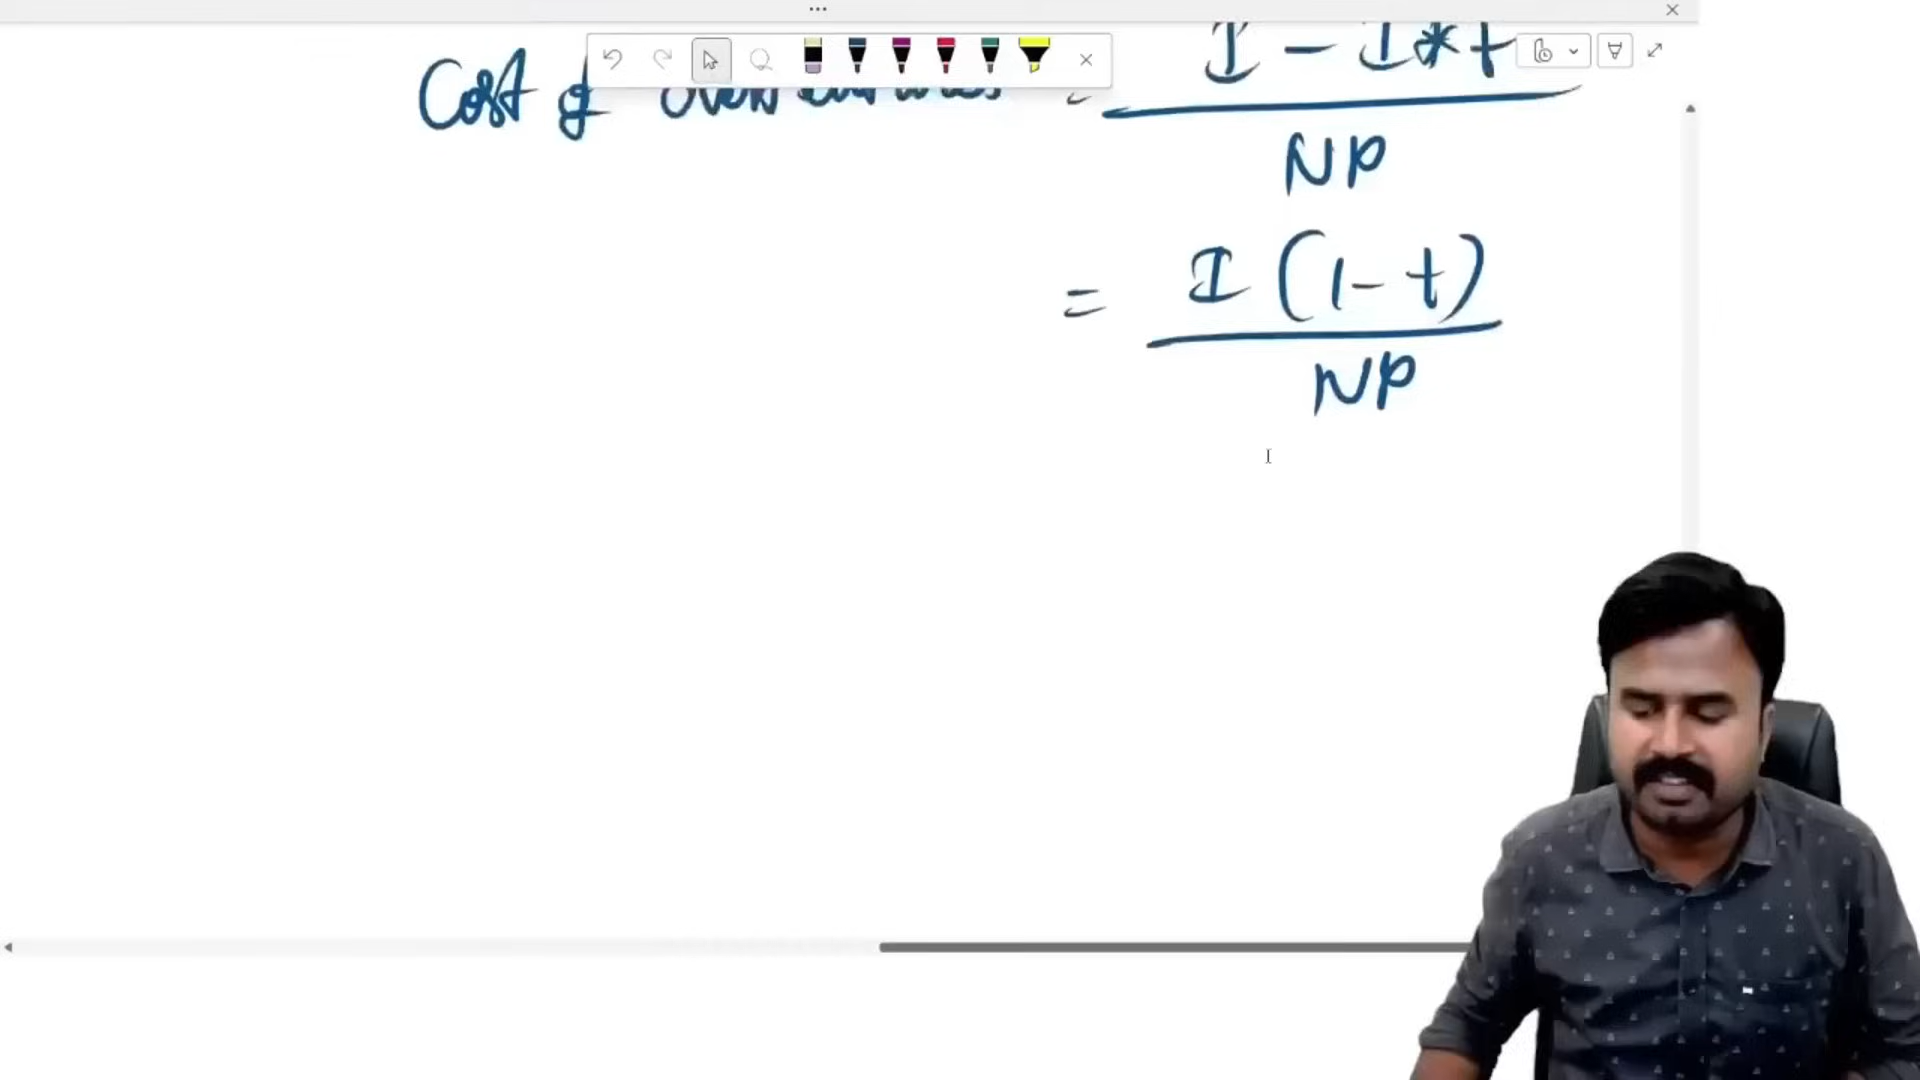 Cost of = I - I*t
NP
= I (1-t)
NP